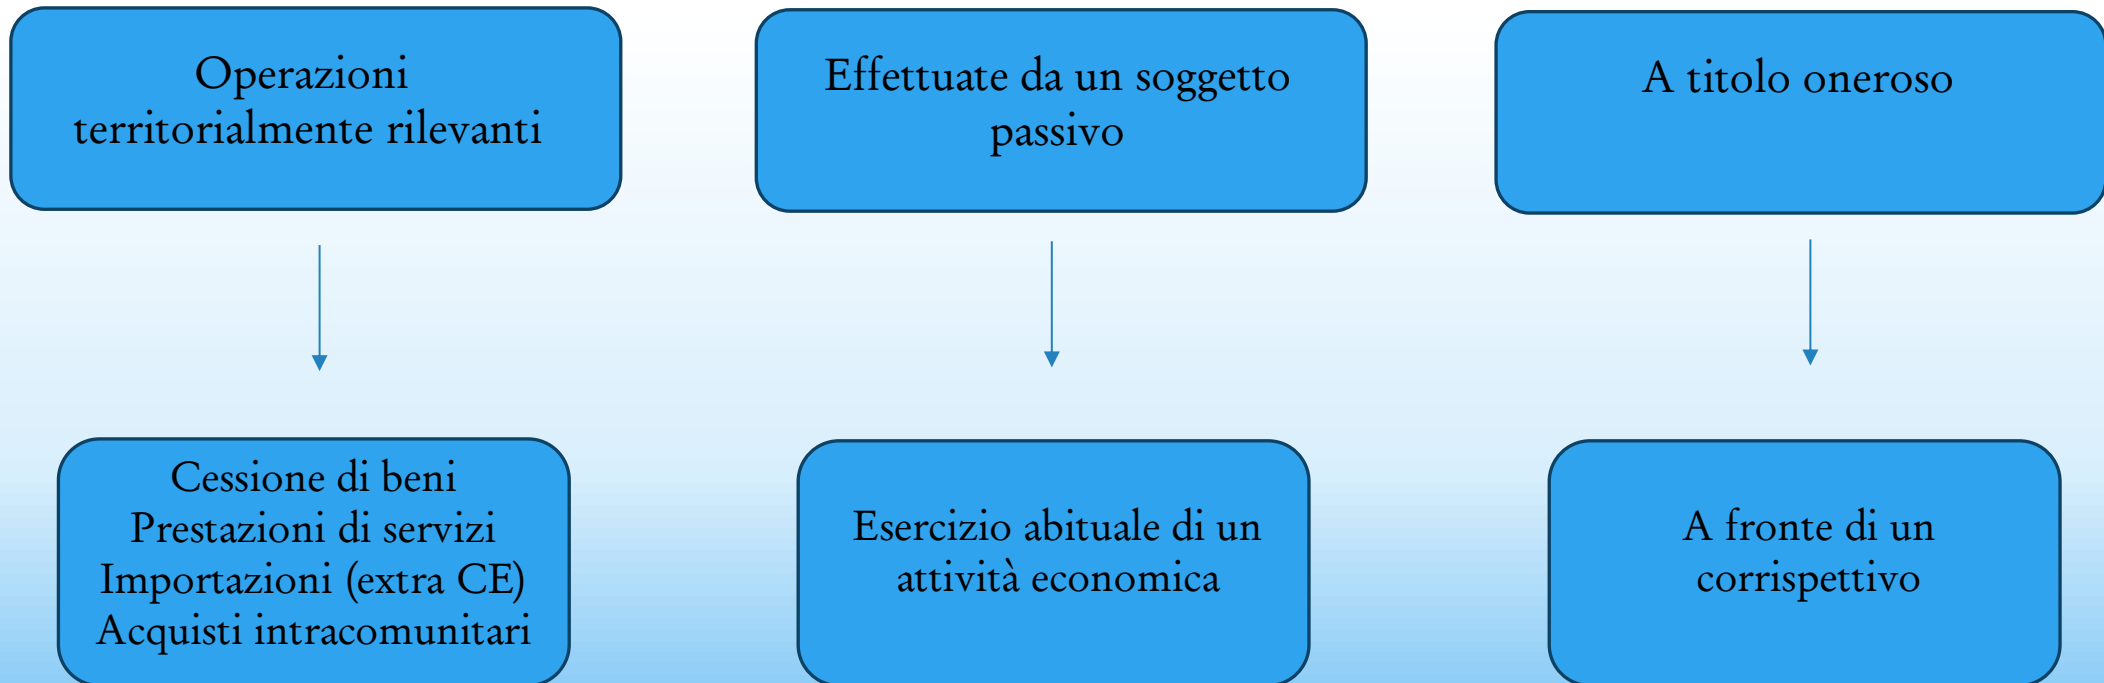 Operazioni
territorialmente rilevanti
Effettuate da un soggetto
passivo
A titolo oneroso
Cessione di beni
Prestazioni di servizi
Importazioni (extra CE)
Acquisti intracomunitari
Esercizio abituale di un
attività economica
A fronte di un
corrispettivo